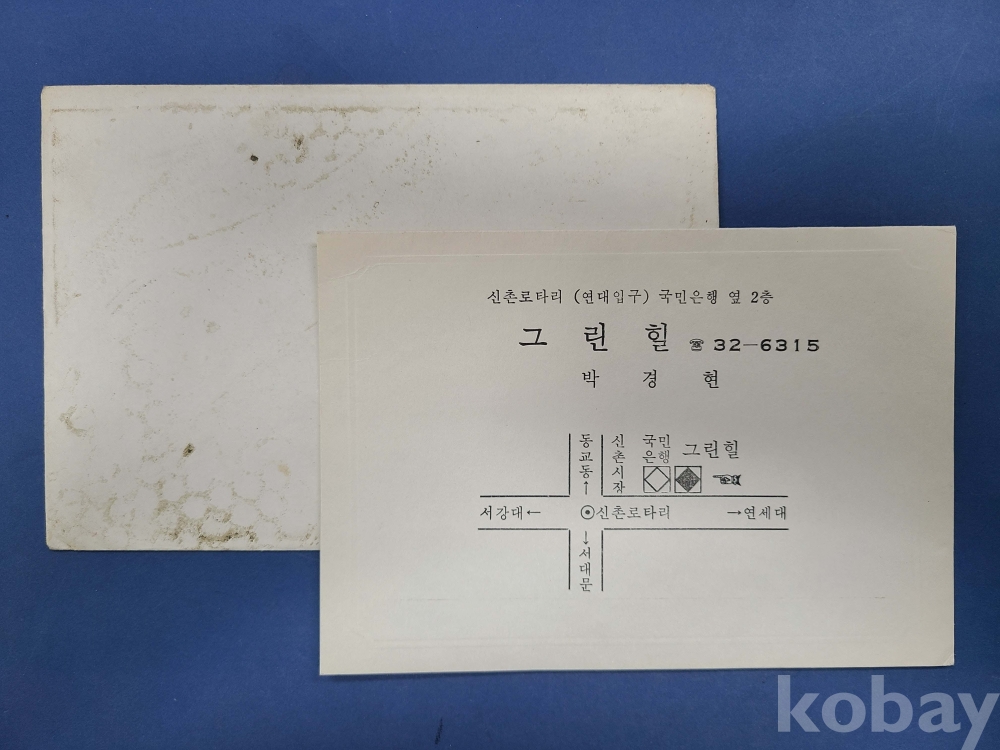 신촌로타리 (연대입구) 국민은행 옆 2층
그린힐 ☎ 32-6315
박경현
동교동↑
신촌시장
국민은행
그린힐
서강대←
신촌로타리
→연세대
↓서대문
kobay